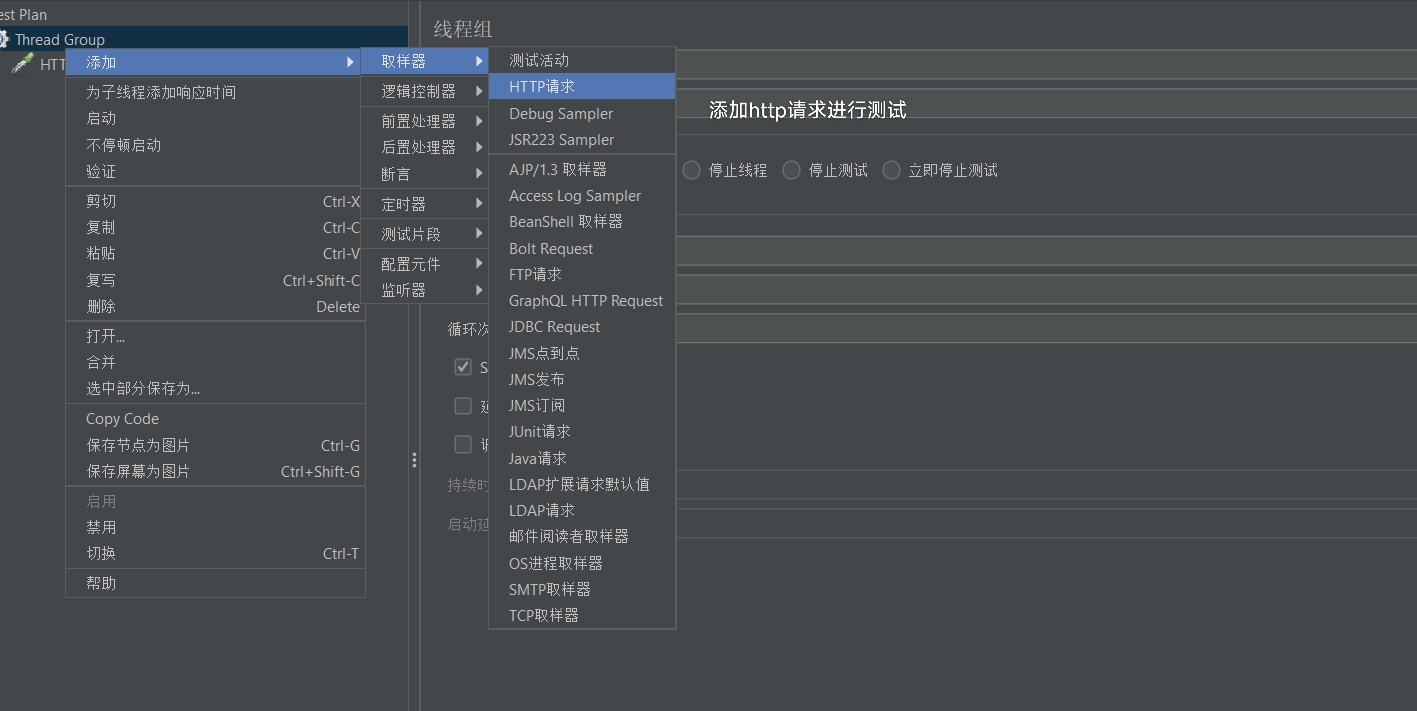 est Plan
Thread Group
HTT
添加
为子线程添加响应时间
启动
不停顿启动
验证
剪切 Ctrl-X
复制 Ctrl-C
粘贴 Ctrl-V
复写 Ctrl+Shift-C
删除 Delete
打开...
合并
选中部分保存为...
Copy Code
保存节点为图片 Ctrl-G
保存屏幕为图片 Ctrl+Shift-G
启用
禁用
切换 Ctrl-T
帮助
取样器
逻辑控制器
前置处理器
后置处理器
断言
定时器
测试片段
配置元件
监听器
测试活动
HTTP请求
Debug Sampler
JSR223 Sampler
AJP/1.3 取样器
Access Log Sampler
BeanShell 取样器
Bolt Request
FTP请求
GraphQL HTTP Request
JDBC Request
JMS点到点
JMS发布
JMS订阅
JUnit请求
Java请求
LDAP扩展请求默认值
LDAP请求
邮件阅读者取样器
OS进程取样器
SMTP取样器
TCP取样器
线程组
添加http请求进行测试
停止线程 停止测试 立即停止测试
循环次
S
持续时
启动延